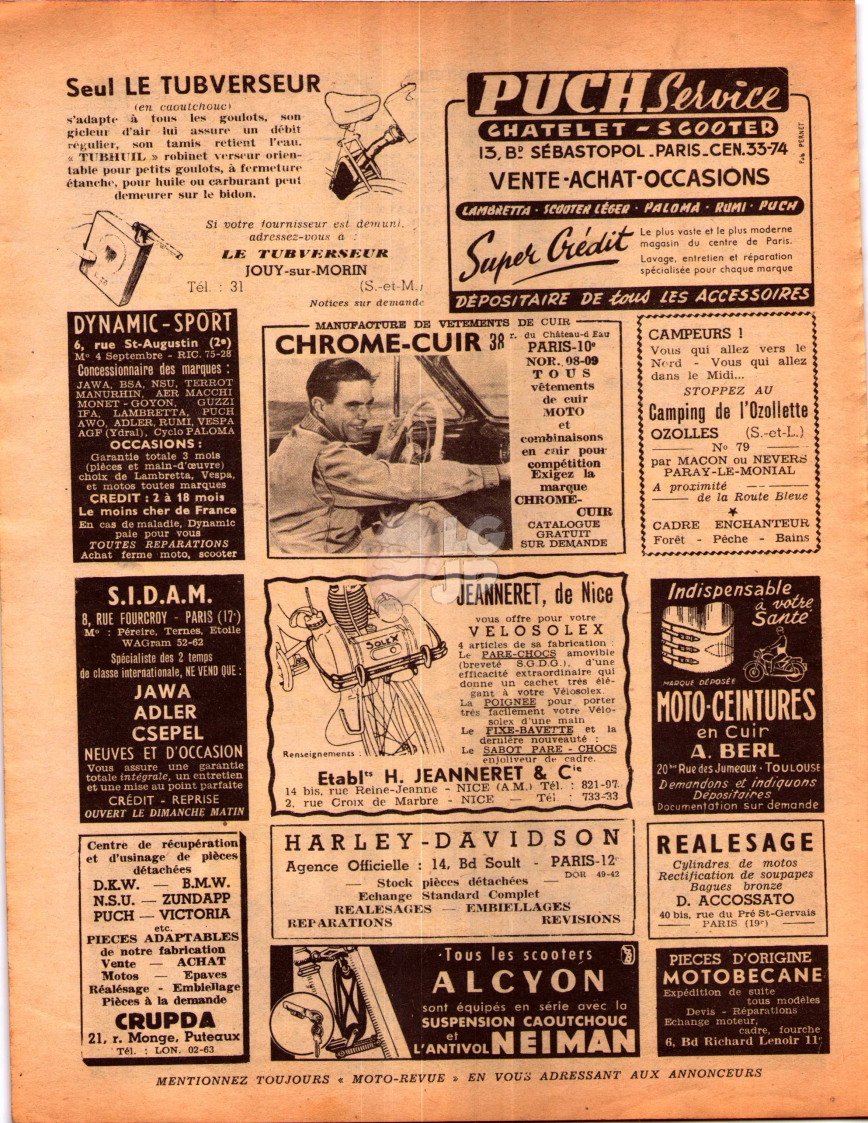 Seul LE TUBVERSEUR
(en caoutchouc)
s'adapte à tous les goulots, son
gicleur d'air lui assure un débit
régulier, son tamis retient l'eau.
« TUBHUIL » robinet verseur orien-
table pour petits goulots, à fermeture
étanche, pour huile ou carburant peut
demeurer sur le bidon.
Si votre fournisseur est démuni,
adressez-vous à :
LE TUBVERSEUR
JOUY-sur-MORIN
Tél. : 31 (S.-et-M.)
Notices sur demande
PUCH Service
CHATELET - SCOOTER
13, Bᴅ SÉBASTOPOL - PARIS - CEN. 33-74
VENTE - ACHAT - OCCASIONS
LAMBRETTA · SCOOTER LÉGER · PALOMA · RUMI · PUCH
Super Crédit
Le plus vaste et le plus moderne
magasin du centre de Paris.
Lavage, entretien et réparation
spécialisée pour chaque marque
DÉPOSITAIRE DE tous LES ACCESSOIRES
Pub PERNET
DYNAMIC - SPORT
6, rue St-Augustin (2e)
Mo 4 Septembre - RIC. 75-28
Concessionnaire des marques :
JAWA, BSA, NSU, TERROT
MANURHIN, AER MACCHI
MONET - GOYON, GUZZI
IFA, LAMBRETTA, PUCH
AWO, ADLER, RUMI, VESPA
AGF (Ydral), Cyclo PALOMA
OCCASIONS :
Garantie totale 3 mois
(pièces et main-d'œuvre)
choix de Lambretta, Vespa,
et motos toutes marques
CREDIT : 2 à 18 mois
Le moins cher de France
En cas de maladie, Dynamic
paie pour vous
TOUTES REPARATIONS
Achat ferme moto, scooter
MANUFACTURE DE VETEMENTS DE CUIR
CHROME-CUIR 38 r. du Château-d'Eau
PARIS-10e
NOR. 08-09
TOUS
vêtements
de cuir
MOTO
et
combinaisons
en cuir pour
compétition
Exigez la
marque
CHROME-
CUIR
CATALOGUE
GRATUIT
SUR DEMANDE
CAMPEURS !
Vous qui allez vers le
Nord - Vous qui allez
dans le Midi...
STOPPEZ AU
Camping de l'Ozollette
OZOLLES (S.-et-L.)
No 79
par MACON ou NEVERS
PARAY-LE-MONIAL
A proximité
de la Route Bleue
★
CADRE ENCHANTEUR
Forêt - Pêche - Bains
S.I.D.A.M.
8, RUE FOURCROY - PARIS (17e)
Mo : Péreire, Ternes, Etoile
WAGram 52-62
Spécialiste des 2 temps
de classe internationale, NE VEND QUE :
JAWA
ADLER
CSEPEL
NEUVES ET D'OCCASION
Vous assure une garantie
totale intégrale, un entretien
et une mise au point parfaite
CRÉDIT - REPRISE
OUVERT LE DIMANCHE MATIN
SOLEX
JEANNERET, de Nice
vous offre pour votre
VELOSOLEX
4 articles de sa fabrication :
Le PARE-CHOCS amovible
(breveté S.G.D.G.), d'une
efficacité extraordinaire qui
donne un cachet très élé-
gant à votre Vélosolex.
La POIGNEE pour porter
très facilement votre Vélo-
solex d'une main
Le FIXE-BAVETTE et la
dernière nouveauté :
Le SABOT PARE - CHOCS
enjoliveur de cadre.
Renseignements :
Etablts H. JEANNERET & Cie
14 bis, rue Reine-Jeanne - NICE (A.M.) Tél. : 821-97
2, rue Croix de Marbre - NICE — Tél. : 733-33
Indispensable
à votre
Santé
MARQUE DÉPOSÉE
MOTO-CEINTURES
en Cuir
A. BERL
20 bis Rue des Jumeaux - TOULOUSE
Demandons et indiquons
Dépositaires
Documentation sur demande
Centre de récupération
et d'usinage de pièces
détachées
D.K.W. — B.M.W.
N.S.U. — ZUNDAPP
PUCH — VICTORIA
etc.
PIECES ADAPTABLES
de notre fabrication
Vente — ACHAT
Motos — Epaves
Réalésage - Embiellage
Pièces à la demande
CRUPDA
21, r. Monge, Puteaux
Tél. : LON. 02-63
HARLEY-DAVIDSON
Agence Officielle : 14, Bd Soult - PARIS-12e
— Stock pièces détachées — DOR 49-42
Echange Standard Complet
REALESAGES — EMBIELLAGES
REPARATIONS REVISIONS
REALESAGE
Cylindres de motos
Rectification de soupapes
Bagues bronze
D. ACCOSSATO
40 bis, rue du Pré St-Gervais
PARIS (19e)
Tous les scooters
ALCYON
sont équipés en série avec la
SUSPENSION CAOUTCHOUC
et
L'ANTIVOL NEIMAN
PIECES D'ORIGINE
MOTOBECANE
Expédition de suite
tous modèles
Devis - Réparations
Echange moteur,
cadre, fourche
6, Bd Richard Lenoir 11e
MENTIONNEZ TOUJOURS « MOTO-REVUE » EN VOUS ADRESSANT AUX ANNONCEURS